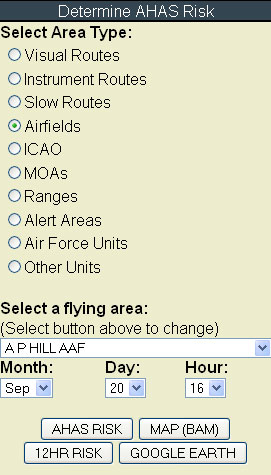 Determine AHAS Risk
Select Area Type:
Visual Routes
Instrument Routes
Slow Routes
Airfields
ICAO
MOAs
Ranges
Alert Areas
Air Force Units
Other Units
Select a flying area:
(Select button above to change)
A P HILL AAF
Month: Day: Hour:
Sep 20 16
AHAS RISK MAP (BAM)
12HR RISK GOOGLE EARTH